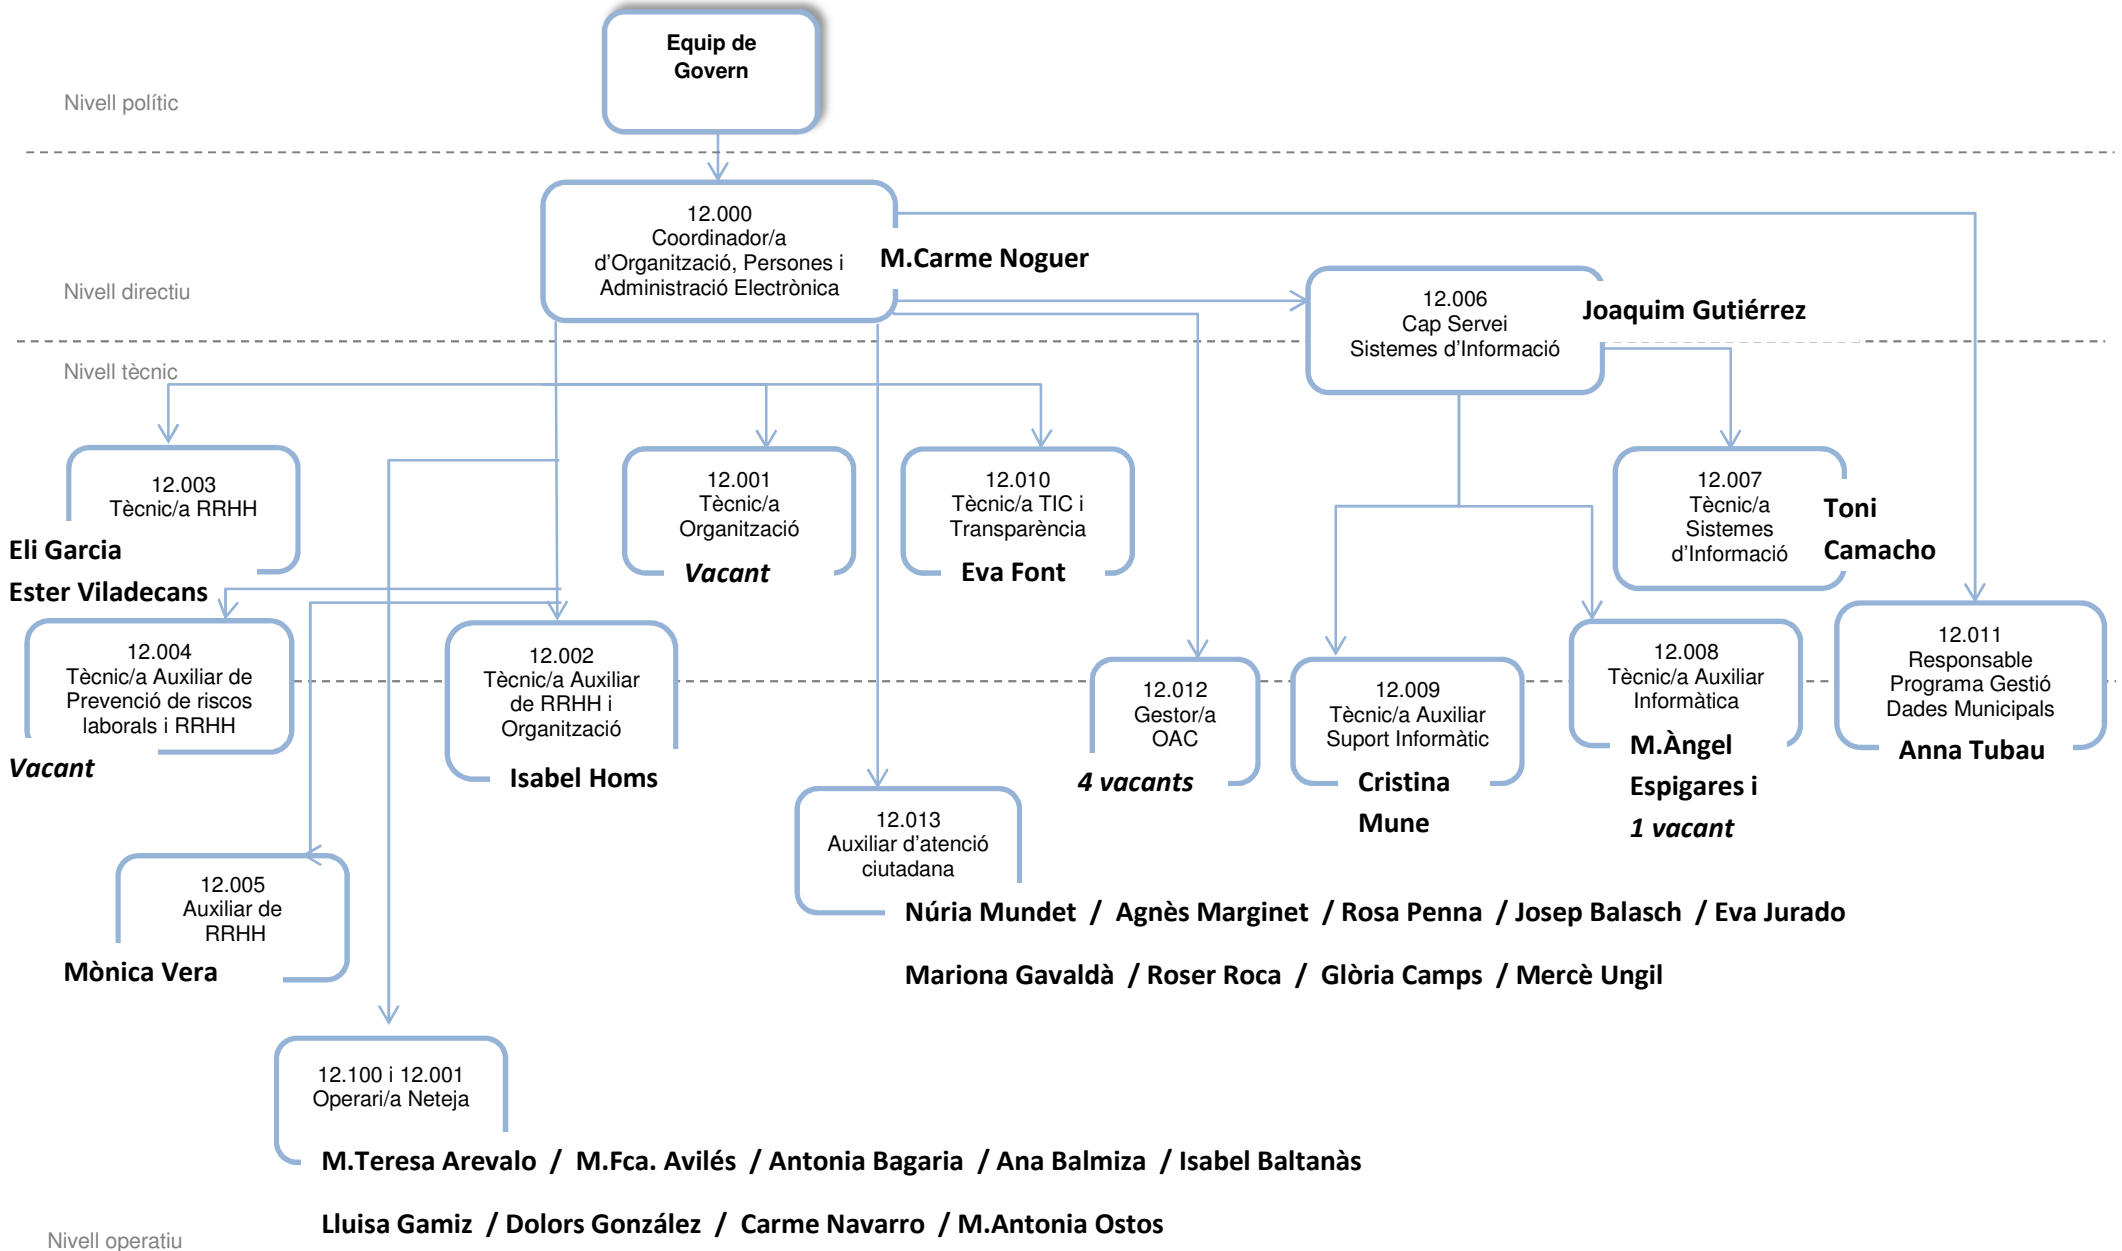 Equip de
Govern
Nivell polític
12.000
Coordinador/a
d'Organització, Persones i
Administració Electrònica
M.Carme Noguer
Nivell directiu
12.006
Cap Servei
Sistemes d'Informació
Joaquim Gutiérrez
Nivell tècnic
12.003
Tècnic/a RRHH
Eli Garcia
Ester Viladecans
12.001
Tècnic/a
Organització
Vacant
12.010
Tècnic/a TIC i
Transparència
Eva Font
12.007
Tècnic/a
Sistemes
d'Informació
Toni
Camacho
12.004
Tècnic/a Auxiliar de
Prevenció de riscos
laborals i RRHH
Vacant
12.002
Tècnic/a Auxiliar
de RRHH i
Organització
Isabel Homs
12.012
Gestor/a
OAC
4 vacants
12.009
Tècnic/a Auxiliar
Suport Informàtic
Cristina
Mune
12.008
Tècnic/a Auxiliar
Informàtica
M.Àngel
Espigares i
1 vacant
12.011
Responsable
Programa Gestió
Dades Municipals
Anna Tubau
12.013
Auxiliar d'atenció
ciutadana
Núria Mundet / Agnès Marginet / Rosa Penna / Josep Balasch / Eva Jurado
Mariona Gavaldà / Roser Roca / Glòria Camps / Mercè Ungil
12.005
Auxiliar de
RRHH
Mònica Vera
12.100 i 12.001
Operari/a Neteja
M.Teresa Arevalo / M.Fca. Avilés / Antonia Bagaria / Ana Balmiza / Isabel Baltanàs
Lluisa Gamiz / Dolors González / Carme Navarro / M.Antonia Ostos
Nivell operatiu